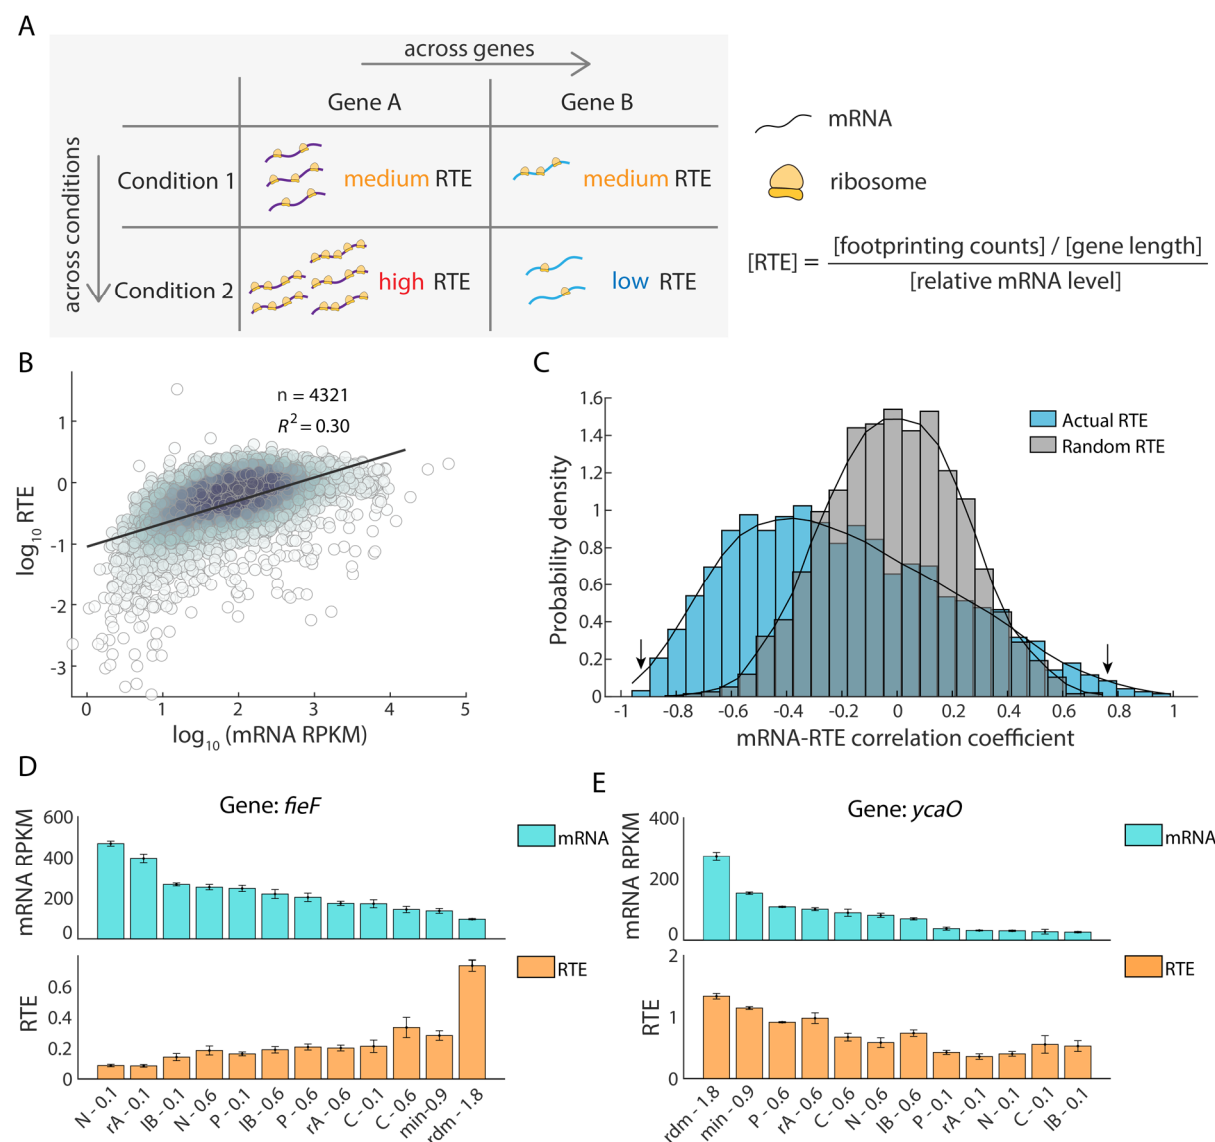 A
across genes
across conditions
Gene A
Gene B
Condition 1
medium RTE
medium RTE
Condition 2
high RTE
low RTE
mRNA
ribosome
[RTE] = [footprinting counts] / [gene length]
[relative mRNA level]
B
n = 4321
R² = 0.30
log₁₀ RTE
1
0
-1
-2
-3
0 1 2 3 4 5
log₁₀ (mRNA RPKM)
C
Actual RTE
Random RTE
Probability density
1.6
1.4
1.2
1
0.8
0.6
0.4
0.2
0
-1 -0.8 -0.6 -0.4 -0.2 0 0.2 0.4 0.6 0.8 1
mRNA-RTE correlation coefficient
D
Gene: fieF
mRNA RPKM
600
400
200
0
mRNA
RTE
0.6
0.4
0.2
0
RTE
N - 0.1
rA - 0.1
IB - 0.1
N - 0.6
P - 0.1
IB - 0.6
P - 0.6
rA - 0.6
C - 0.1
C - 0.6
min-0.9
rdm - 1.8
E
Gene: ycaO
mRNA RPKM
400
200
0
mRNA
RTE
2
1
0
RTE
rdm - 1.8
min - 0.9
P - 0.6
rA - 0.6
C - 0.6
N - 0.6
IB - 0.6
P - 0.1
rA - 0.1
N - 0.1
C - 0.1
IB - 0.1